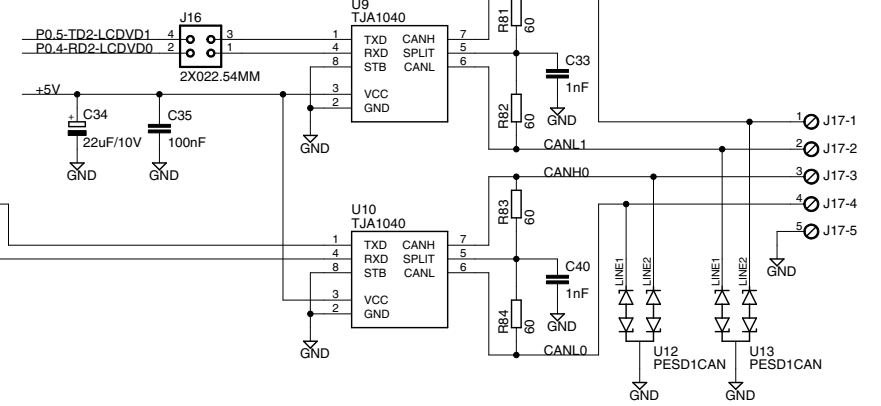 U9
TJA1040
J16
P0.5-TD2-LCDVD1 4 3
P0.4-RD2-LCDVD0 2 1
2X022.54MM
1 TXD CANH 7
4 RXD SPLIT 5
8 STB CANL 6
3 VCC
2 GND
R81 60
C33
1nF
GND
R82 60
+5V
+
C34
22uF/10V
GND
C35
100nF
GND
GND
CANL1
CANH0
1 J17-1
2 J17-2
3 J17-3
4 J17-4
5 J17-5
GND
U10
TJA1040
1 TXD CANH 7
4 RXD SPLIT 5
8 STB CANL 6
3 VCC
2 GND
GND
R83 60
C40
1nF
GND
R84 60
CANL0
LINE1 LINE2
U12
PESD1CAN
GND
LINE1 LINE2
U13
PESD1CAN
GND